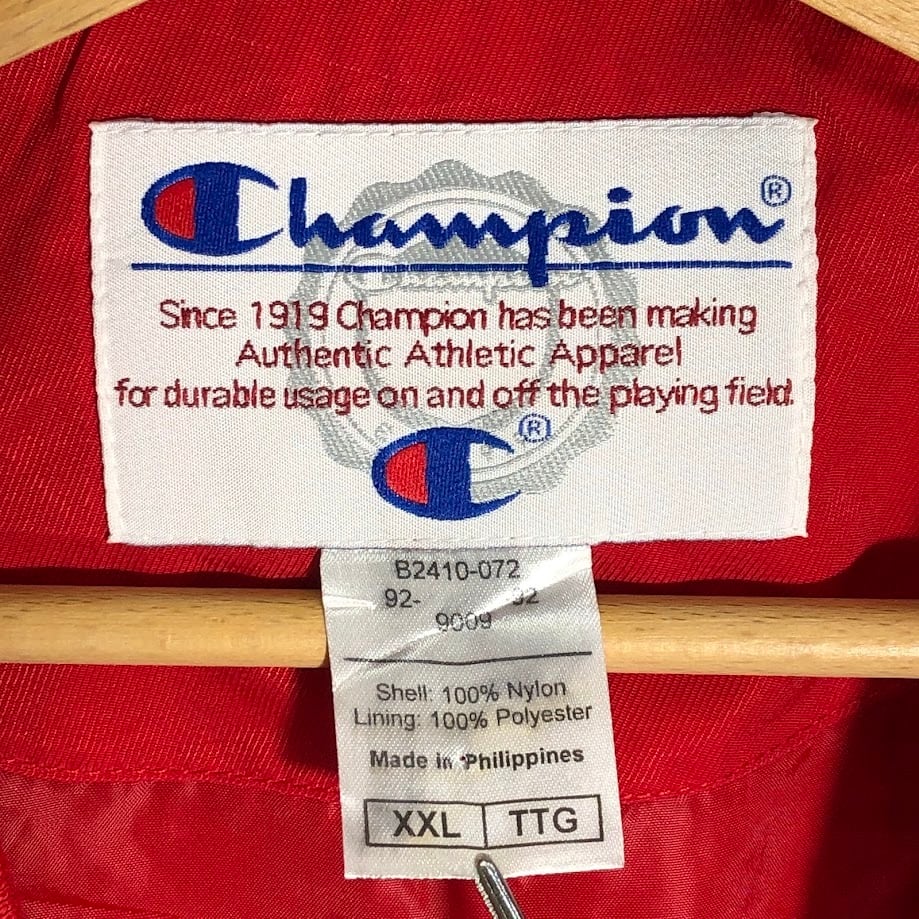 Champion®
Since 1919 Champion has been making
Authentic Athletic Apparel
for durable usage on and off the playing field.
®
B2410-072
92-
9009
Shell: 100% Nylon
Lining: 100% Polyester
Made in Philippines
XXL TTG